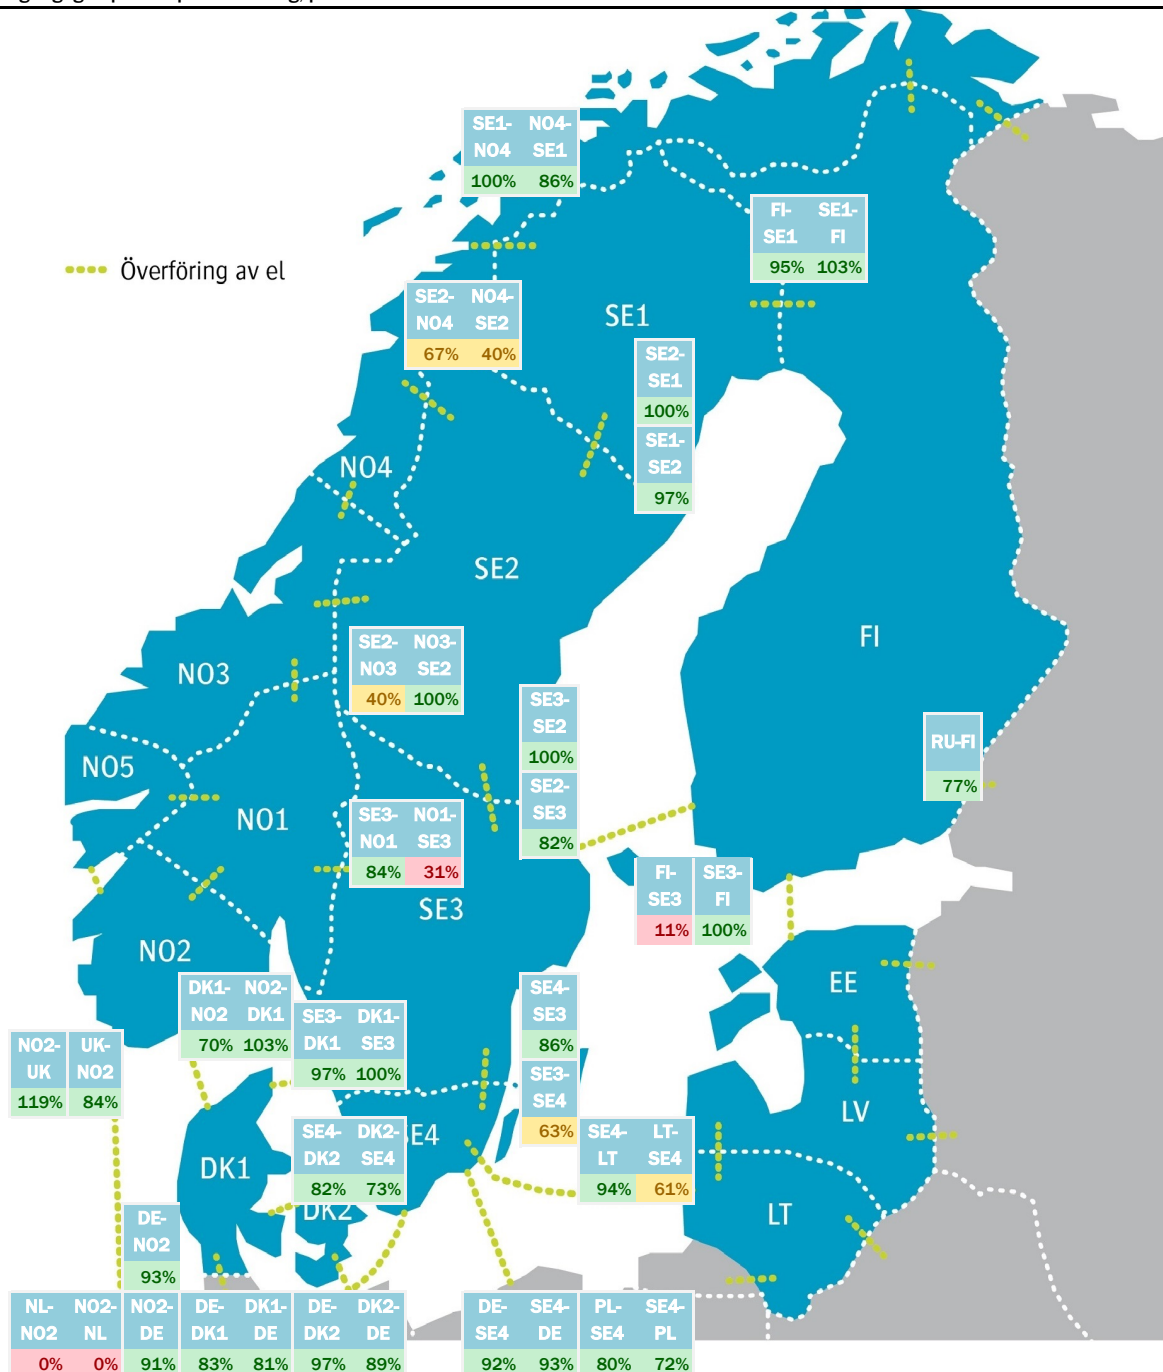 SE1- NO4-
NO4 SE1
100% 86%
FI- SE1-
SE1 FI
95% 103%
Överföring av el
SE2- NO4-
NO4 SE2
67% 40%
SE1
SE2-
SE1
100%
SE1-
SE2
97%
NO4
SE2
FI
SE2- NO3-
NO3 SE2
40% 100%
NO3
SE3-
SE2
100%
SE2-
SE3
82%
RU-FI
77%
NO5
NO1
SE3- NO1-
NO1 SE3
84% 31%
FI- SE3-
SE3 FI
11% 100%
SE3
NO2
EE
DK1- NO2-
NO2 DK1
70% 103%
SE4-
SE3
86%
SE3- DK1-
DK1 SE3
97% 100%
NO2- UK-
UK NO2
119% 84%
SE3-
SE4
63%
LV
SE4- DK2-
DK2 SE4
82% 73%
E4
SE4- LT-
LT SE4
94% 61%
DK1
DK2
LT
DE-
NO2
93%
NL- NO2- NO2- DE- DK1- DE- DK2- DE- SE4- PL- SE4-
NO2 NL DE DK1 DE DK2 DE SE4 DE SE4 PL
0% 0% 91% 83% 81% 97% 89% 92% 93% 80% 72%